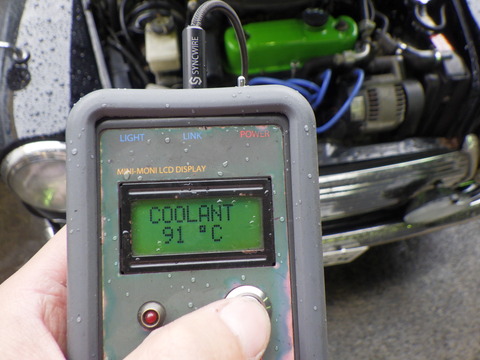 SYNCWIRE
LIGHT LINK POWER
MINI-MONI LCD DISPLAY
COOLANT
91 °C